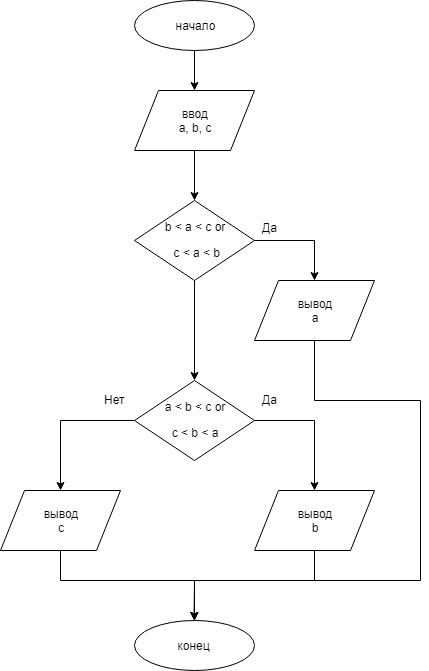 начало
ввод
a, b, c
b < a < c or
c < a < b
Да
вывод
a
a < b < c or
c < b < a
Нет
Да
вывод
c
вывод
b
конец